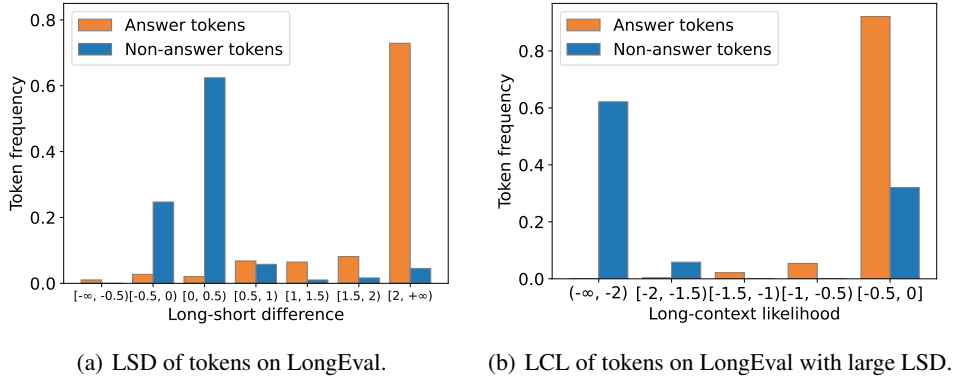 Answer tokens
Non-answer tokens
Token frequency
0.8
0.6
0.4
0.2
0.0
[-∞, -0.5)
[-0.5, 0)
[0, 0.5)
[0.5, 1)
[1, 1.5)
[1.5, 2)
[2, +∞)
Long-short difference
(a) LSD of tokens on LongEval.
Answer tokens
Non-answer tokens
Token frequency
0.8
0.6
0.4
0.2
0.0
(-∞, -2)
[-2, -1.5)
[-1.5, -1)
[-1, -0.5)
[-0.5, 0]
Long-context likelihood
(b) LCL of tokens on LongEval with large LSD.